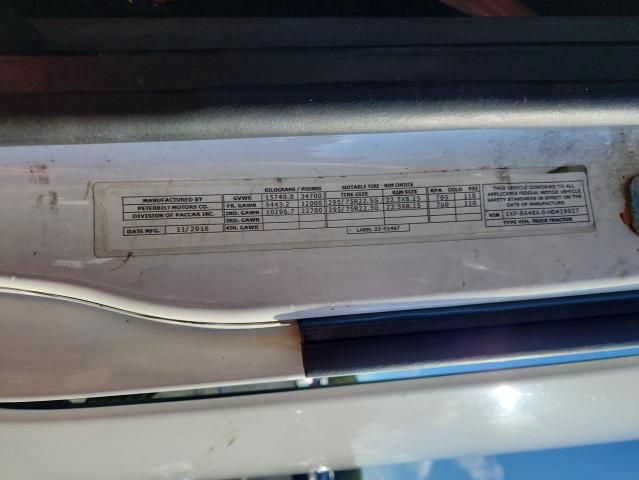 MANUFACTURED BY
PETERBILT MOTORS CO.
DIVISION OF PACCAR INC.
DATE MFG. 11/2016
KILOGRAMS / POUNDS SUITABLE TIRE - RIM CHOICE
TIRE SIZE RIM SIZE KPA COLD PSI
GVWR 15740.0 34700
FR. GAWR 5443.2 12000 295/75R22.5G 22.5X8.25 760 110
2ND. GAWR 10296.7 22700 295/75R22.5G 22.5X8.25 760 110
3RD. GAWR
4TH. GAWR
LABEL 22-01467
THIS VEHICLE CONFORMS TO ALL
APPLICABLE FEDERAL MOTOR VEHICLE
SAFETY STANDARDS IN EFFECT ON THE
DATE OF MANUFACTURE.
VIN
TYPE VEH. TRUCK TRACTOR